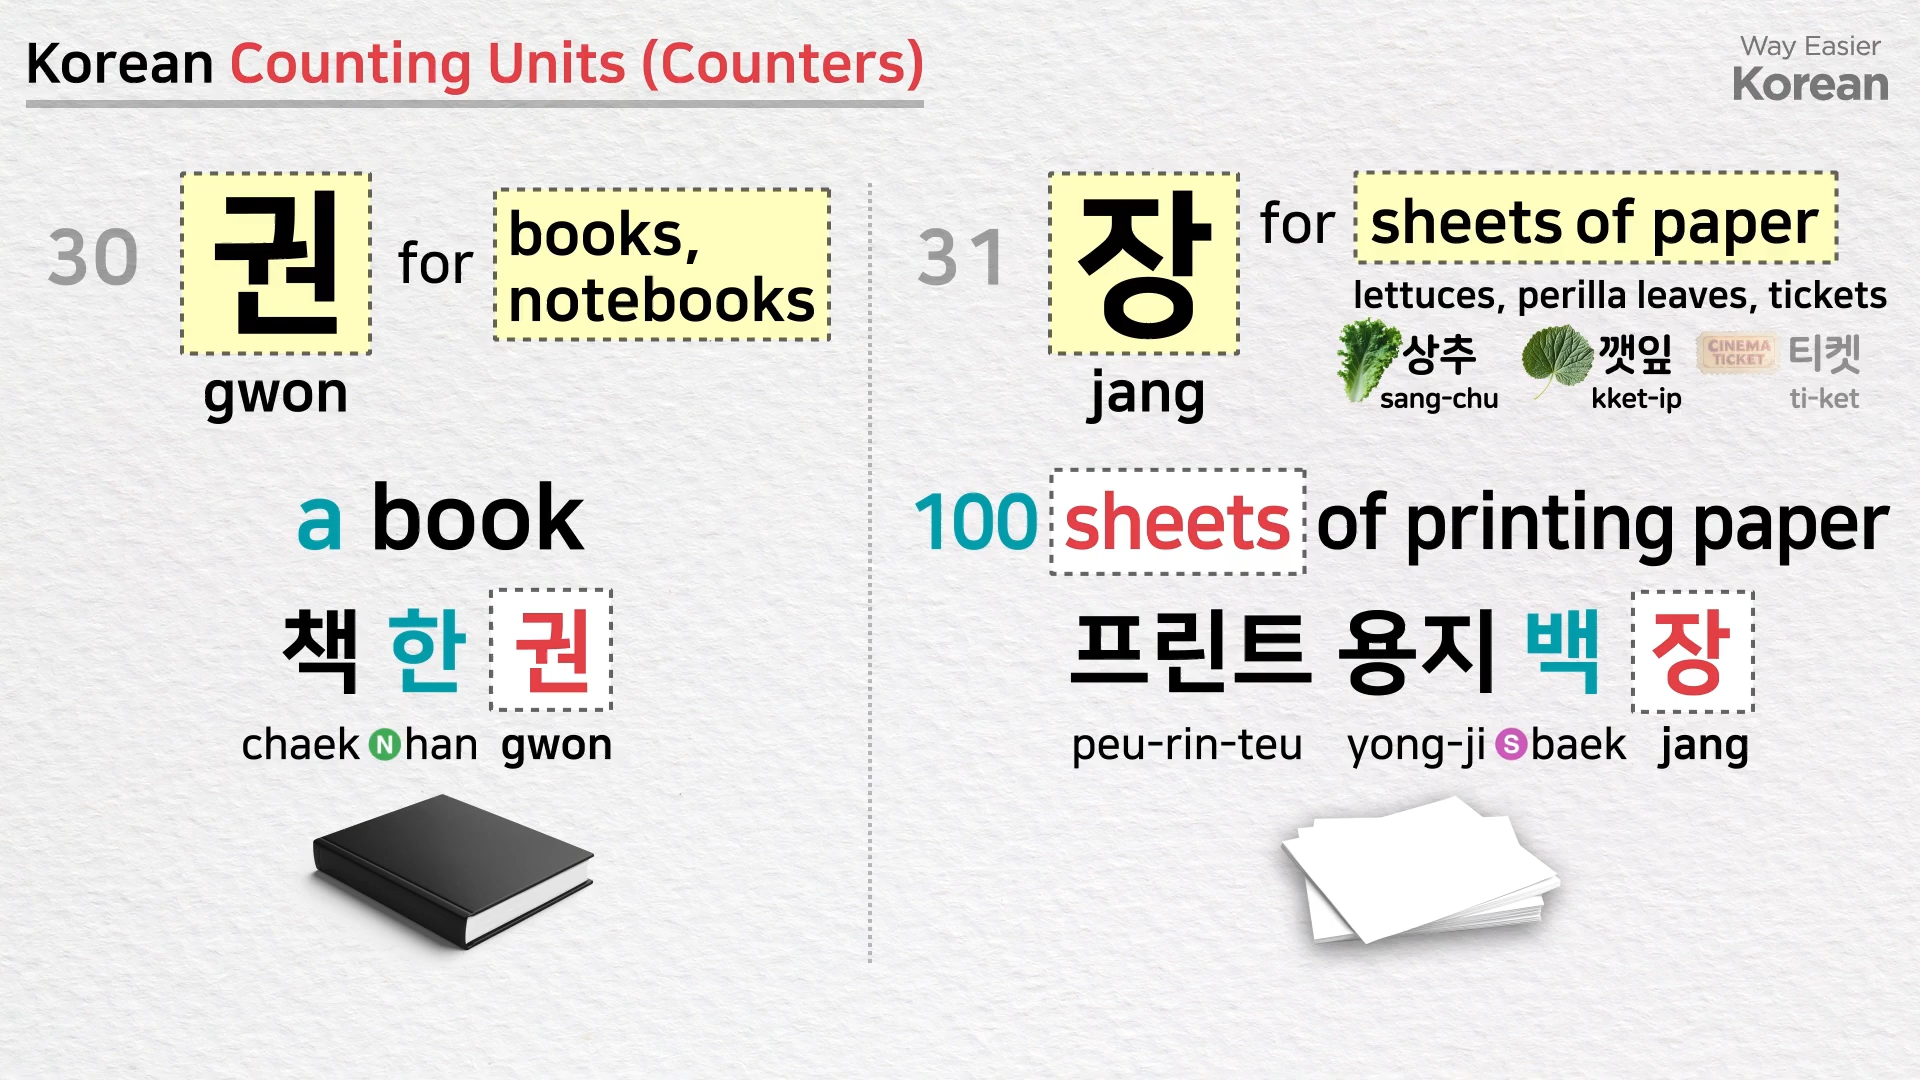 Korean Counting Units (Counters)
Way Easier
Korean
30
권
gwon
for
books,
notebooks
a book
책 한 권
chaek N han gwon
31
장
jang
for
sheets of paper
lettuces, perilla leaves, tickets
상추
sang-chu
깻잎
kket-ip
CINEMA
TICKET
티켓
ti-ket
100 sheets of printing paper
프린트 용지 백 장
peu-rin-teu yong-ji S baek jang